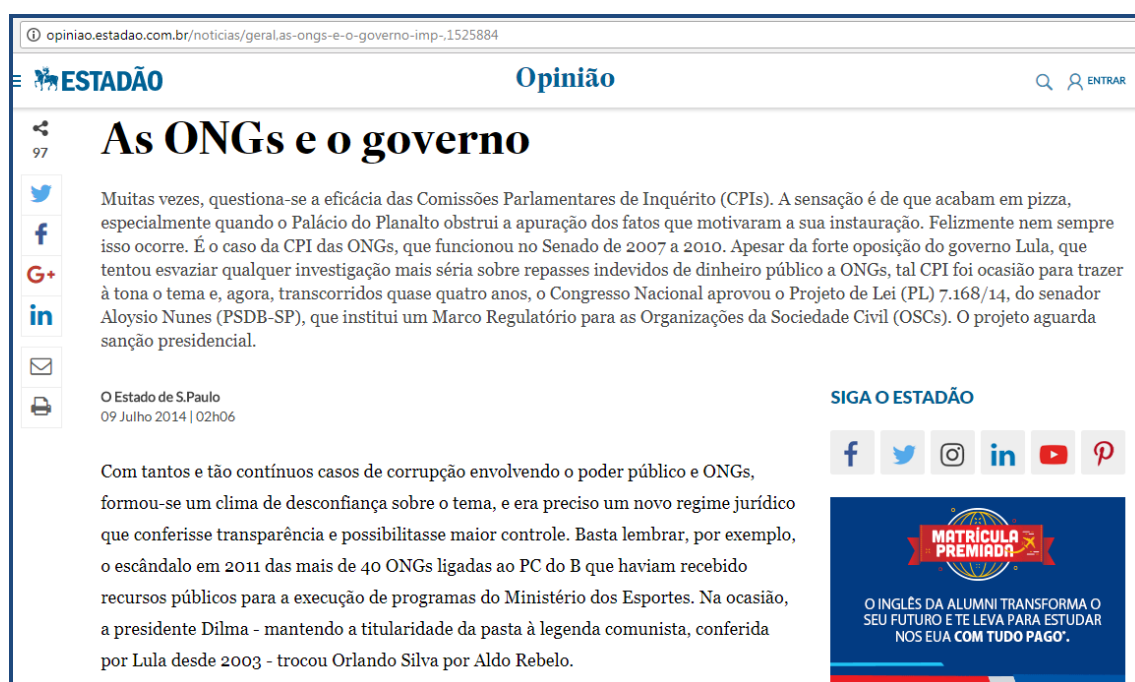 opiniao.estadao.com.br/noticias/geral,as-ongs-e-o-governo-imp-,1525884
ESTADÃO
Opinião
ENTRAR
97
As ONGs e o governo
Muitas vezes, questiona-se a eficácia das Comissões Parlamentares de Inquérito (CPIs). A sensação é de que acabam em pizza,
especialmente quando o Palácio do Planalto obstrui a apuração dos fatos que motivaram a sua instauração. Felizmente nem sempre
isso ocorre. É o caso da CPI das ONGs, que funcionou no Senado de 2007 a 2010. Apesar da forte oposição do governo Lula, que
tentou esvaziar qualquer investigação mais séria sobre repasses indevidos de dinheiro público a ONGs, tal CPI foi ocasião para trazer
à tona o tema e, agora, transcorridos quase quatro anos, o Congresso Nacional aprovou o Projeto de Lei (PL) 7.168/14, do senador
Aloysio Nunes (PSDB-SP), que institui um Marco Regulatório para as Organizações da Sociedade Civil (OSCs). O projeto aguarda
sanção presidencial.
O Estado de S.Paulo
09 Julho 2014 | 02h06
Com tantos e tão contínuos casos de corrupção envolvendo o poder público e ONGs,
formou-se um clima de desconfiança sobre o tema, e era preciso um novo regime jurídico
que conferisse transparência e possibilitasse maior controle. Basta lembrar, por exemplo,
o escândalo em 2011 das mais de 40 ONGs ligadas ao PC do B que haviam recebido
recursos públicos para a execução de programas do Ministério dos Esportes. Na ocasião,
a presidente Dilma - mantendo a titularidade da pasta à legenda comunista, conferida
por Lula desde 2003 - trocou Orlando Silva por Aldo Rebelo.
SIGA O ESTADÃO
MATRÍCULA
PREMIADA
O INGLÊS DA ALUMNI TRANSFORMA O
SEU FUTURO E TE LEVA PARA ESTUDAR
NOS EUA COM TUDO PAGO*.